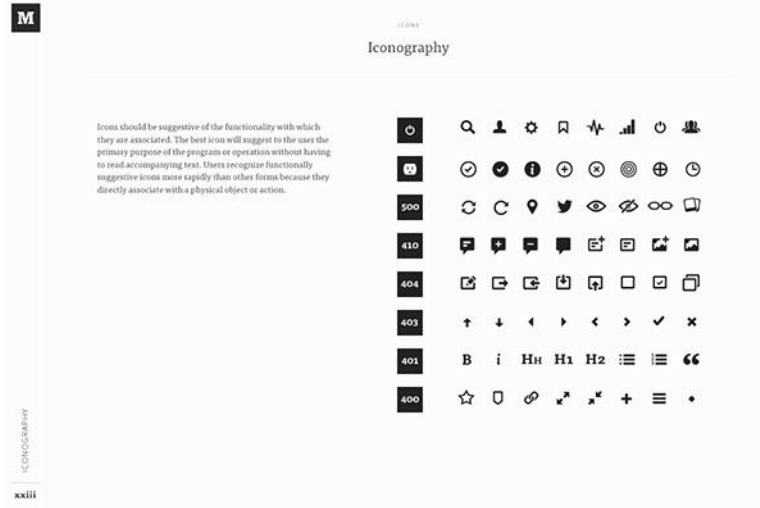 M
ICONS
Iconography
Icons should be suggestive of the functionality with which
they are associated. The best icon will suggest to the user the
primary purpose of the program or operation without having
to read accompanying text. Users recognize functionally
suggestive icons more rapidly than other forms because they
directly associate with a physical object or action.
500
410
404
403
401
B i HH H1 H2
400
ICONOGRAPHY
xxiii